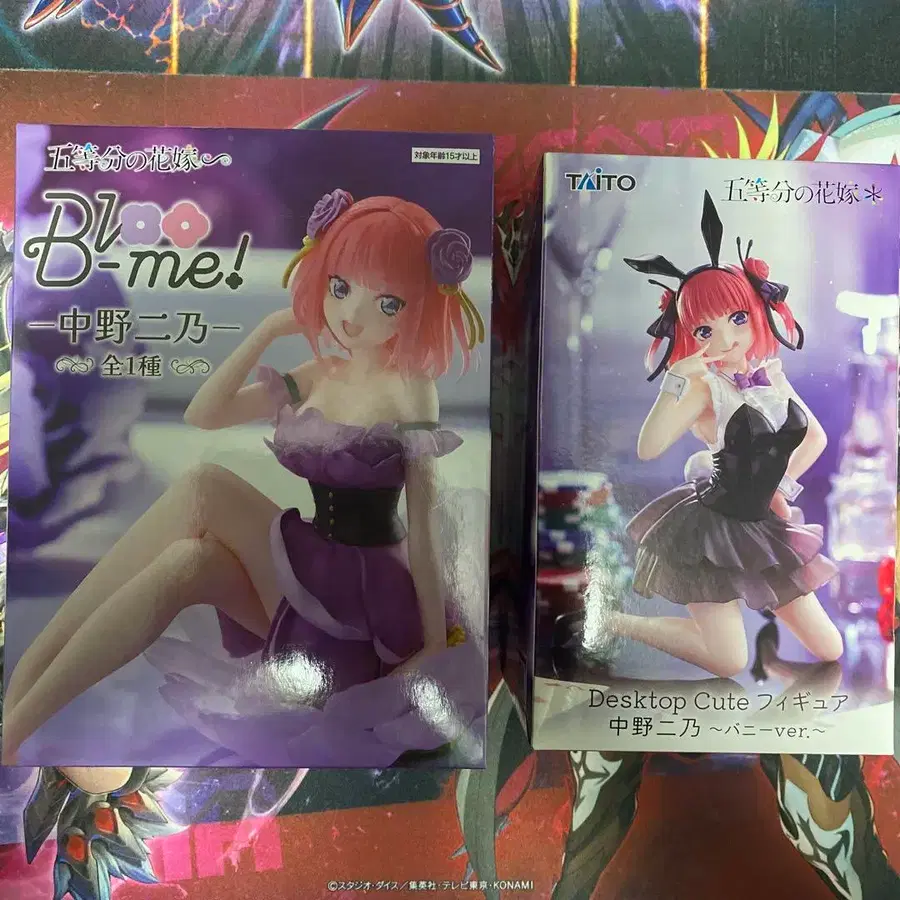 五等分の花嫁〜
対象年齢15才以上
Bloo
B-me!
―中野二乃―
全1種
TAITO
五等分の花嫁*
Desktop Cute フィギュア
中野二乃 〜バニーver.〜
©スタジオ・ダイス/集英社・テレビ東京・KONAMI